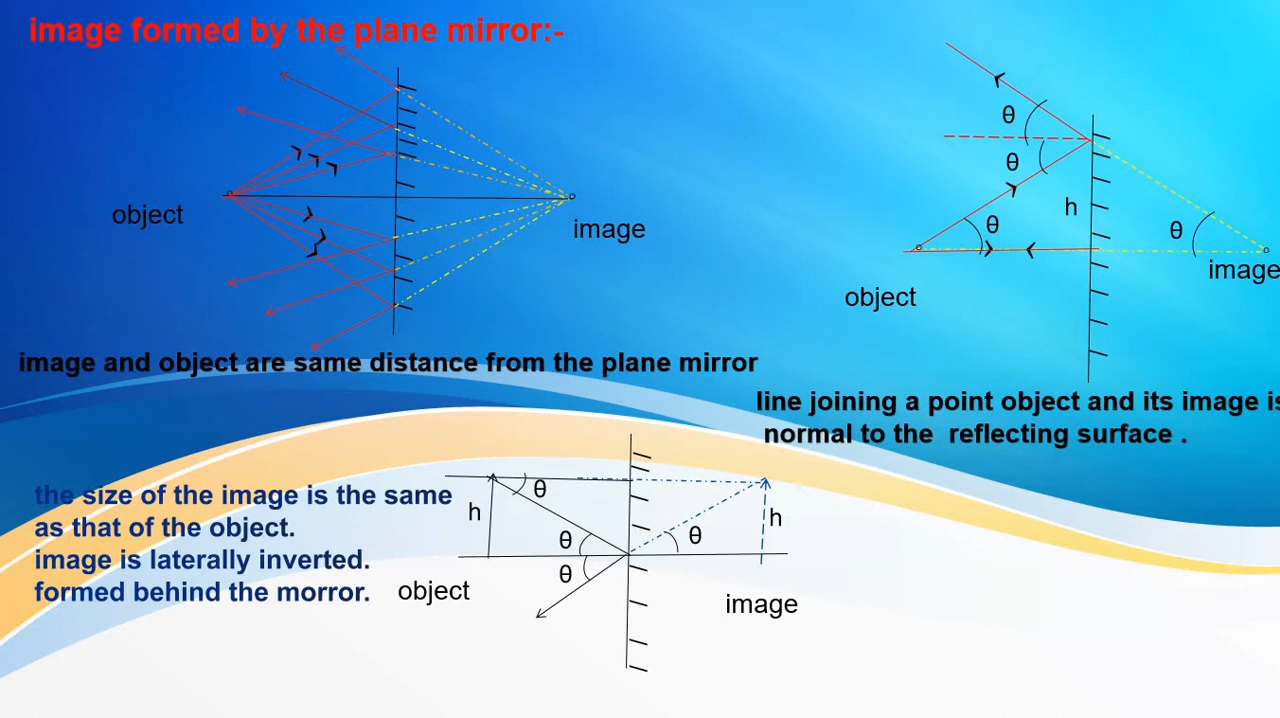 image formed by the plane mirror:-
object
image
θ
θ
θ
h
θ
object
image
image and object are same distance from the plane mirror
line joining a point object and its image is
normal to the reflecting surface .
the size of the image is the same
as that of the object.
image is laterally inverted.
formed behind the morror.
h
θ
θ
θ
θ
h
object
image